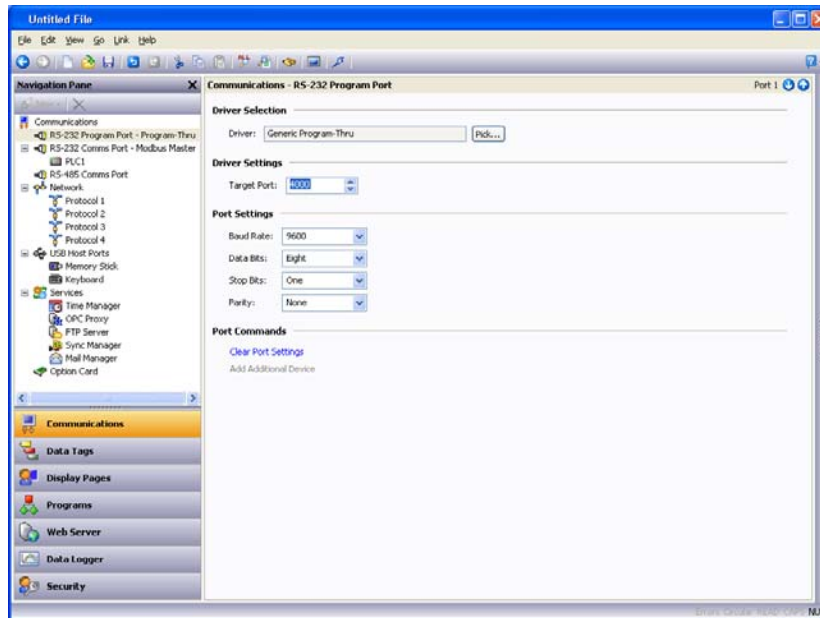 Untitled File
File Edit View Go Link Help
Navigation Pane X
Communications
RS-232 Program Port - Program-Thru
RS-232 Comms Port - Modbus Master
PLC1
RS-485 Comms Port
Network
Protocol 1
Protocol 2
Protocol 3
Protocol 4
USB Host Ports
Memory Stick
Keyboard
Services
Time Manager
OPC Proxy
FTP Server
Sync Manager
Mail Manager
Option Card
Communications
Data Tags
Display Pages
Programs
Web Server
Data Logger
Security
Communications - RS-232 Program Port Port 1
Driver Selection
Driver: Generic Program-Thru Pick...
Driver Settings
Target Port: 4000
Port Settings
Baud Rate: 9600
Data Bits: Eight
Stop Bits: One
Parity: None
Port Commands
Clear Port Settings
Add Additional Device
Errors Circular READ CAPS NU